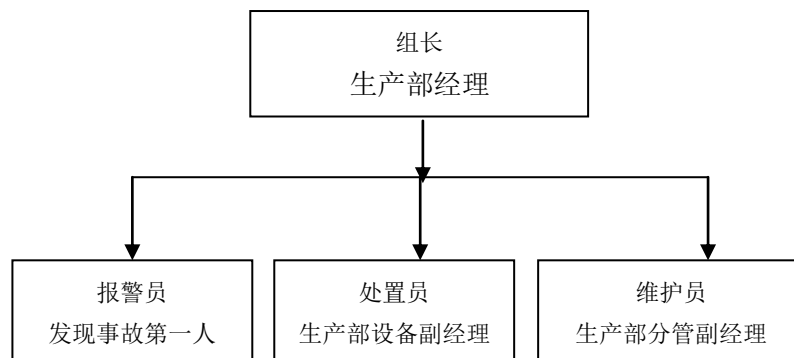 组长
生产部经理
报警员
发现事故第一人
处置员
生产部设备副经理
维护员
生产部分管副经理